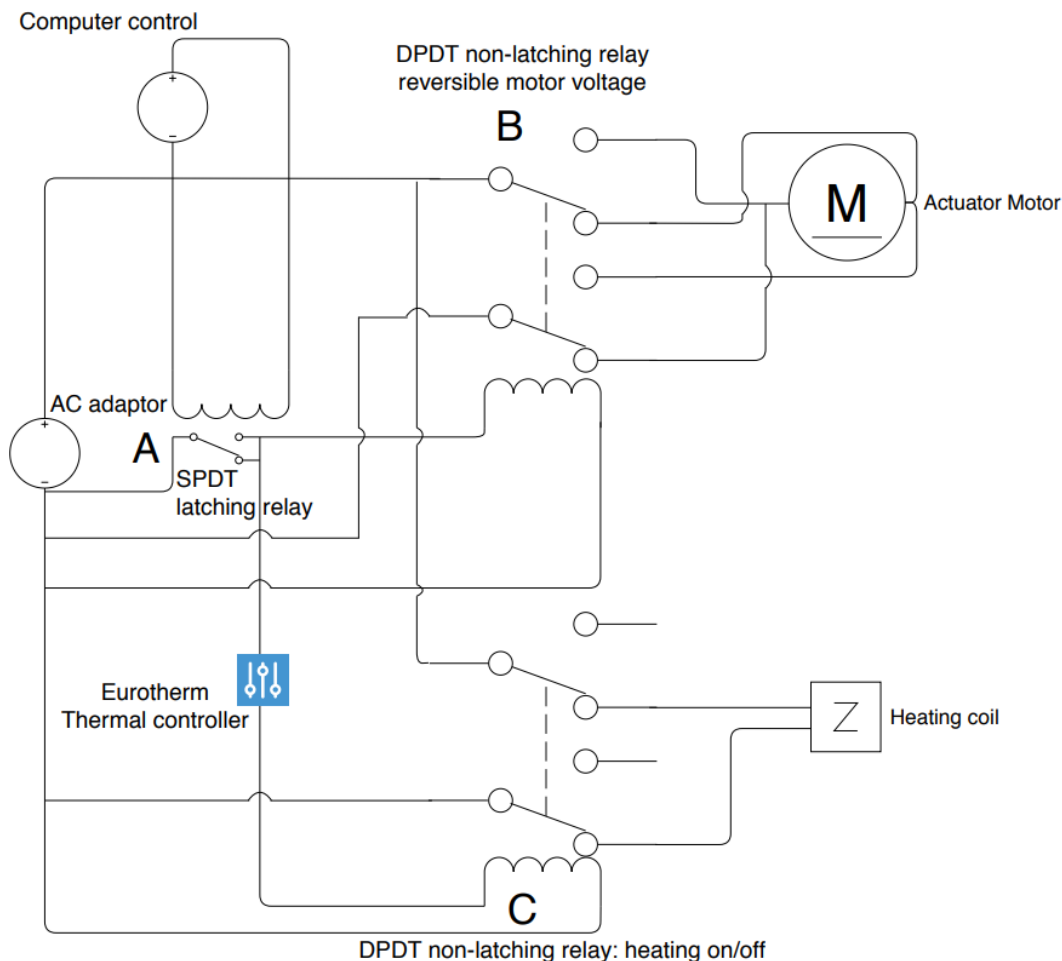 Computer control
DPDT non-latching relay
reversible motor voltage
B
+
−
M
Actuator Motor
AC adaptor
+
−
A
SPDT
latching relay
Eurotherm
Thermal controller
Z
Heating coil
C
DPDT non-latching relay: heating on/off